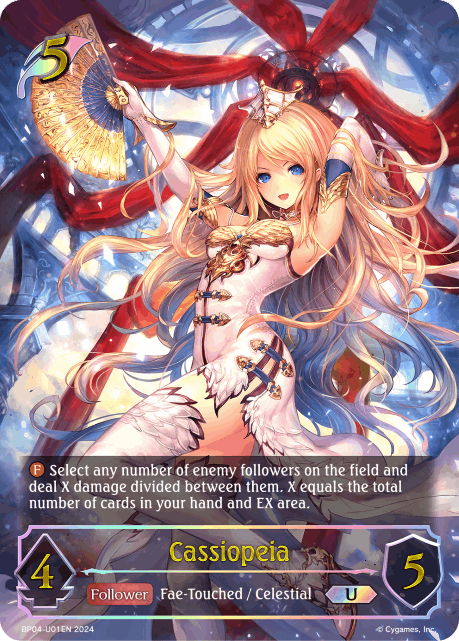 5
F Select any number of enemy followers on the field and
deal X damage divided between them. X equals the total
number of cards in your hand and EX area.
Cassiopeia
4
5
Follower Fae-Touched / Celestial U
BP04-U01EN 2024 © Cygames, Inc.